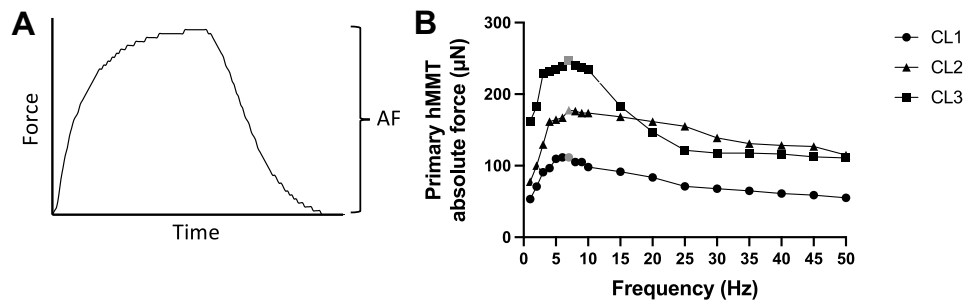 A
Force
Time
AF
B
Primary hMMT
absolute force (μN)
300
200
100
0
0 5 10 15 20 25 30 35 40 45 50
Frequency (Hz)
CL1
CL2
CL3